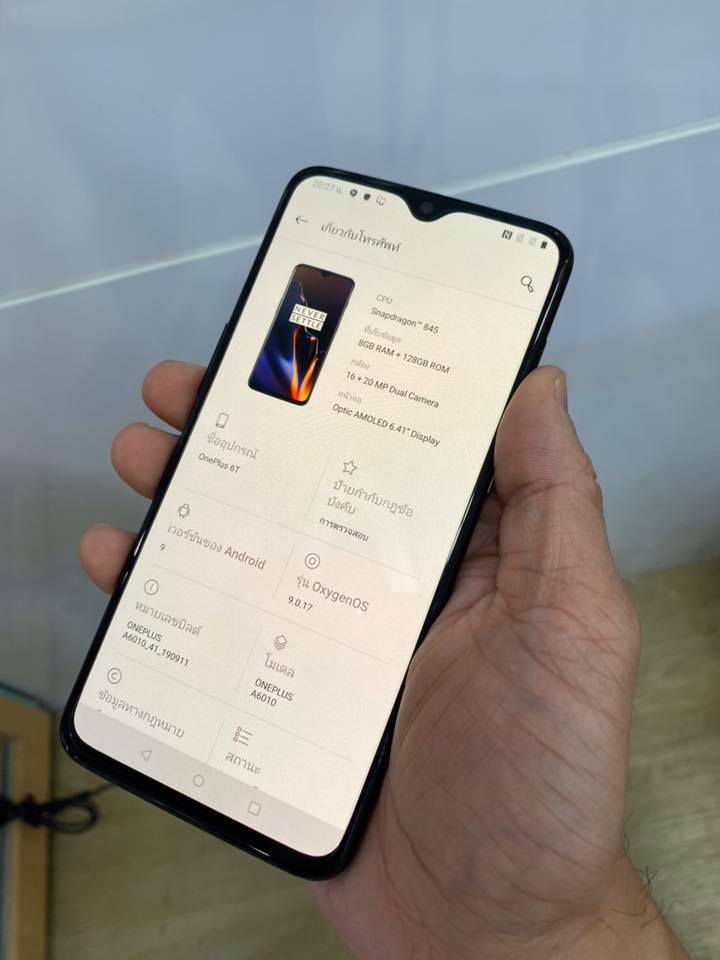 20:27 น.
เกี่ยวกับโทรศัพท์
NEVER
SETTLE
CPU
Snapdragon™ 845
ที่เก็บข้อมูล
8GB RAM + 128GB ROM
กล้อง
16 + 20 MP Dual Camera
หน้าจอ
Optic AMOLED 6.41" Display
ชื่ออุปกรณ์
OnePlus 6T
ป้ายกำกับกฎข้อ
บังคับ
การตรวจสอบ
เวอร์ชันของ Android
9
รุ่น OxygenOS
9.0.17
หมายเลขบิลด์
ONEPLUS
A6010_41_190911
โมเดล
ONEPLUS
A6010
ข้อมูลทางกฎหมาย
สถานะ